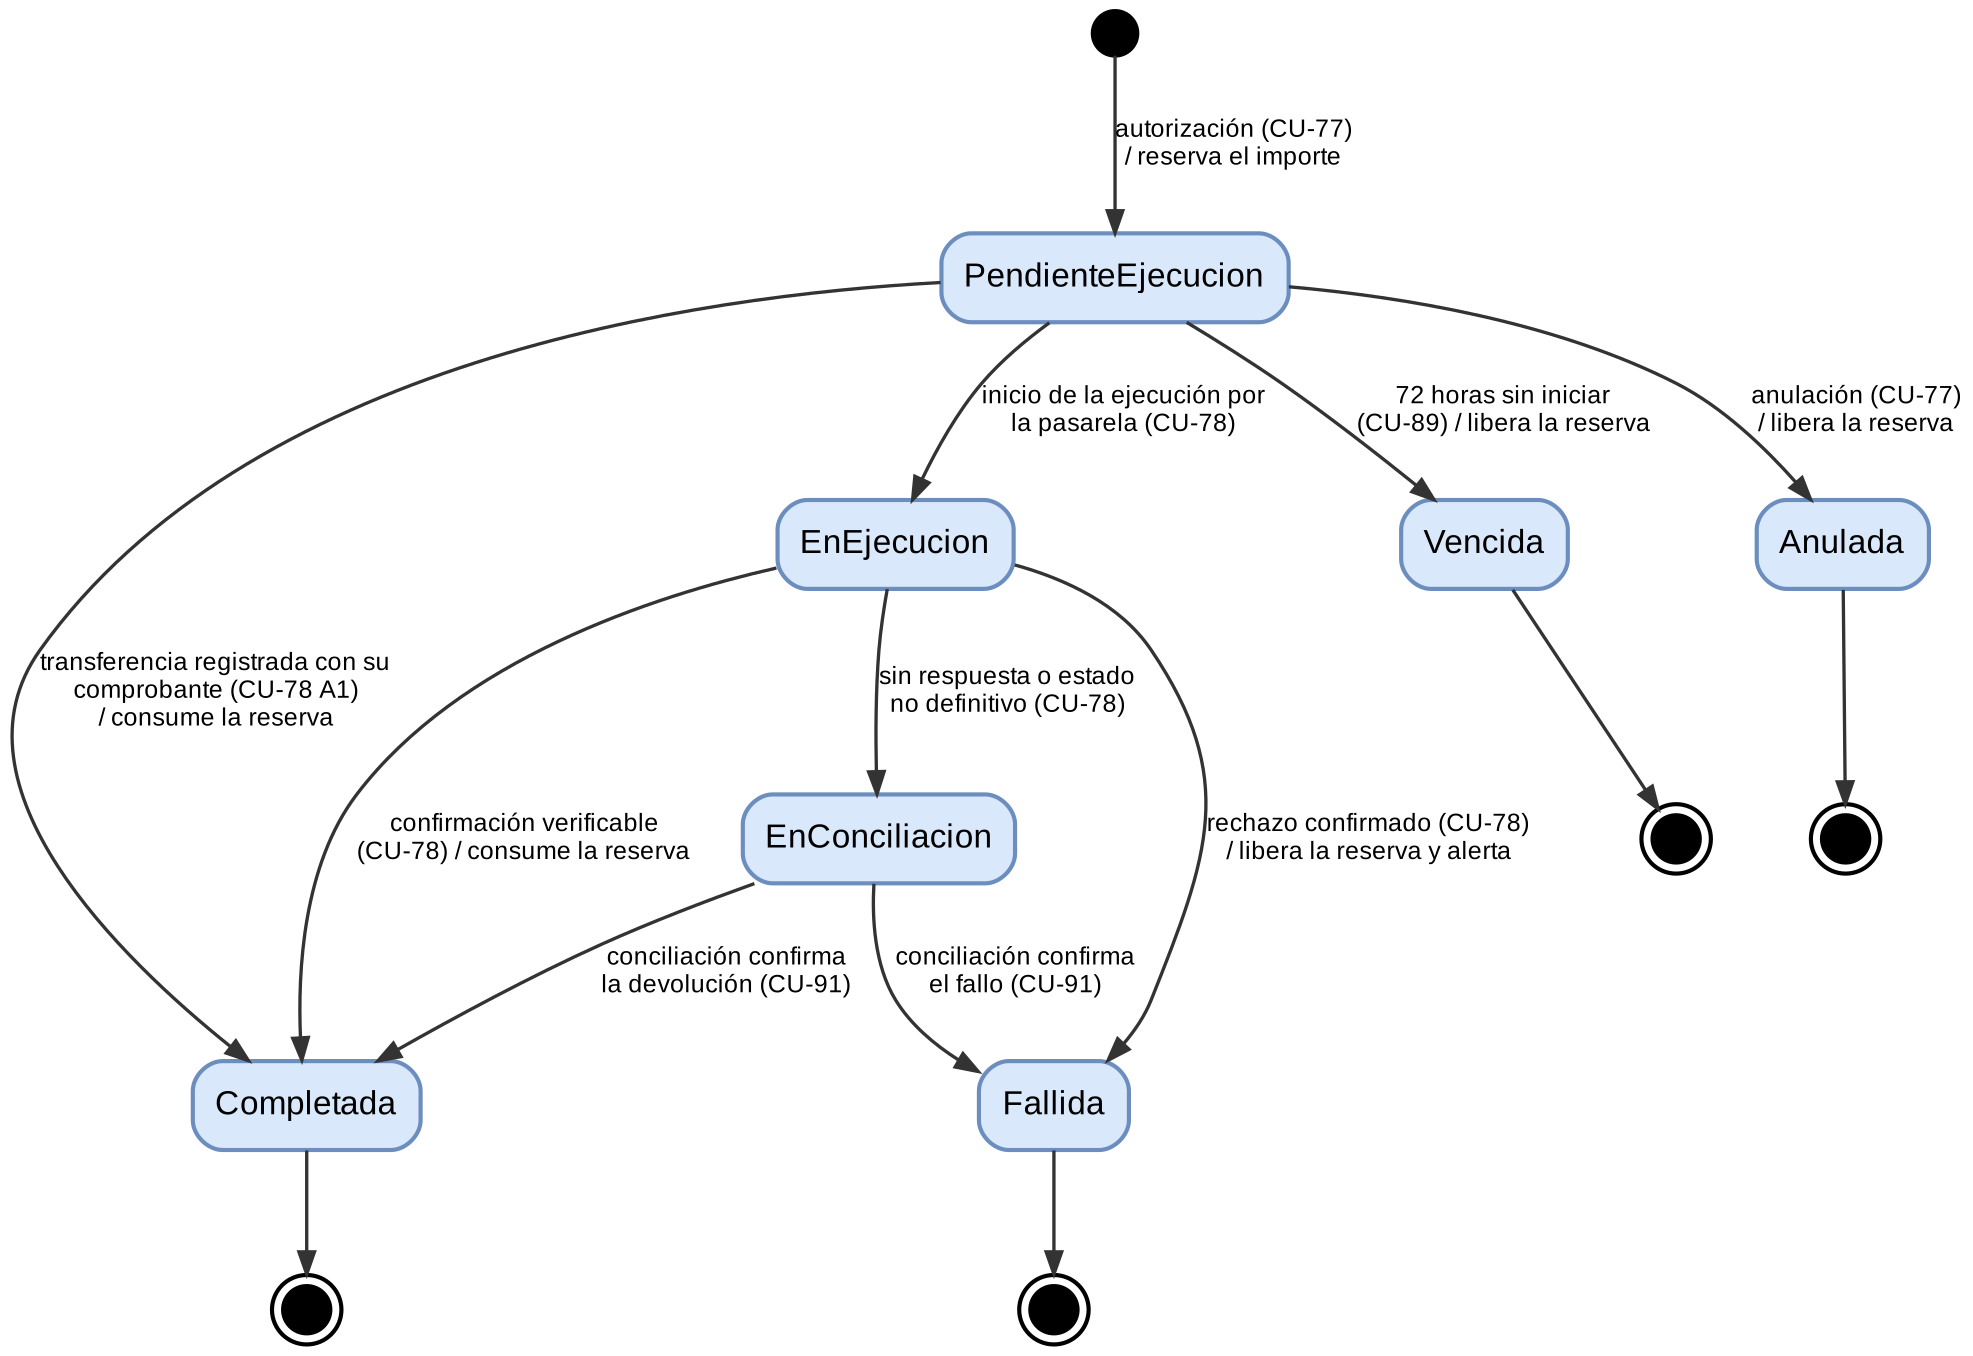 autorización (CU-77)
/ reserva el importe
PendienteEjecucion
inicio de la ejecución por
la pasarela (CU-78)
72 horas sin iniciar
(CU-89) / libera la reserva
anulación (CU-77)
/ libera la reserva
EnEjecucion
Vencida
Anulada
transferencia registrada con su
comprobante (CU-78 A1)
/ consume la reserva
sin respuesta o estado
no definitivo (CU-78)
confirmación verificable
(CU-78) / consume la reserva
EnConciliacion
rechazo confirmado (CU-78)
/ libera la reserva y alerta
conciliación confirma
la devolución (CU-91)
conciliación confirma
el fallo (CU-91)
Completada
Fallida